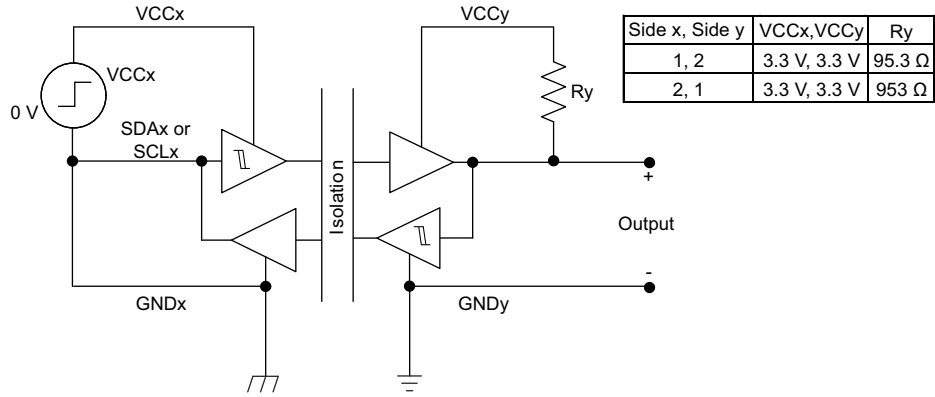 VCCx
VCCy
VCCx
0 V
SDAx or
SCLx
Isolation
Ry
+
Output
-
GNDx
GNDy
Side x, Side y VCCx,VCCy Ry
1, 2 3.3 V, 3.3 V 95.3 Ω
2, 1 3.3 V, 3.3 V 953 Ω